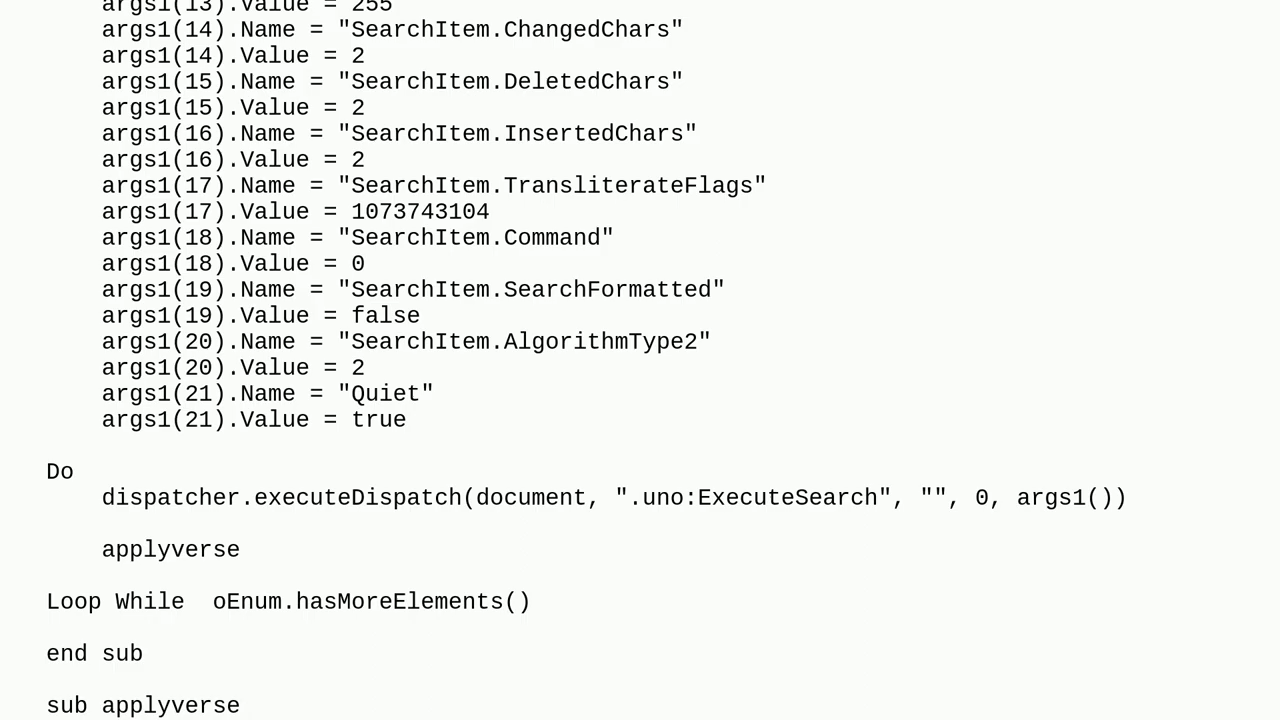 args1(13).Value = 255
args1(14).Name = "SearchItem.ChangedChars"
args1(14).Value = 2
args1(15).Name = "SearchItem.DeletedChars"
args1(15).Value = 2
args1(16).Name = "SearchItem.InsertedChars"
args1(16).Value = 2
args1(17).Name = "SearchItem.TransliterateFlags"
args1(17).Value = 1073743104
args1(18).Name = "SearchItem.Command"
args1(18).Value = 0
args1(19).Name = "SearchItem.SearchFormatted"
args1(19).Value = false
args1(20).Name = "SearchItem.AlgorithmType2"
args1(20).Value = 2
args1(21).Name = "Quiet"
args1(21).Value = true
Do
dispatcher.executeDispatch(document, ".uno:ExecuteSearch", "", 0, args1())
applyverse
Loop While  oEnum.hasMoreElements()
end sub
sub applyverse